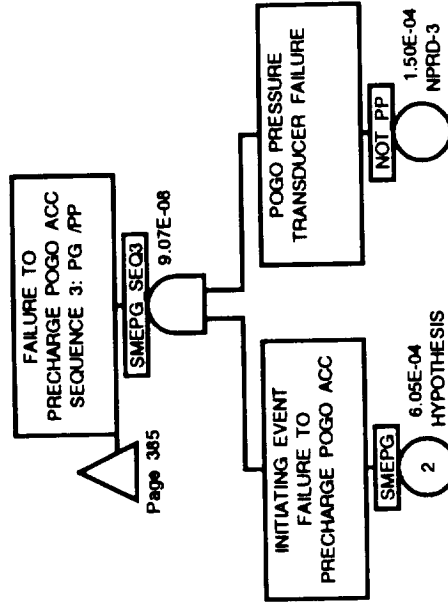 FAILURE TO
PRECHARGE POGO ACC
SEQUENCE 3: PG /PP
SMEPG SEQ3
9.07E-08
Page 385
INITIATING EVENT
FAILURE TO
PRECHARGE POGO ACC
SMEPG
2
6.05E-04
HYPOTHESIS
POGO PRESSURE
TRANSDUCER FAILURE
NOT PP
1.50E-04
NPRD-3